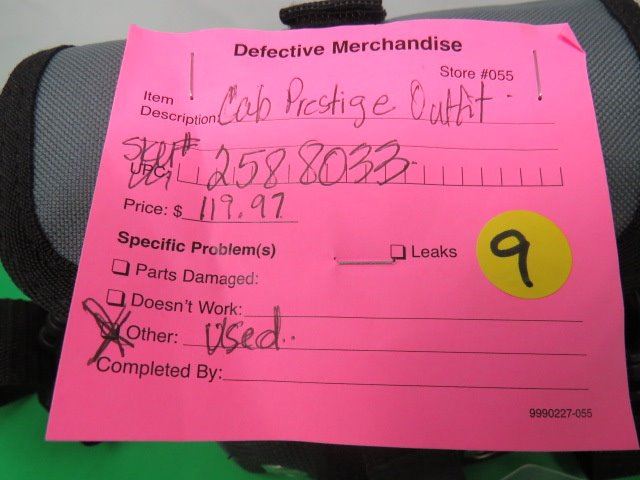 Defective Merchandise
Store #055
Item
Description: Cab Prestige Outfit
SKU#
UPC: 2588033
Price: $ 119.97
Specific Problem(s)
Leaks
9
Parts Damaged:
Doesn't Work:
Other: Used.
Completed By:
9990227-055